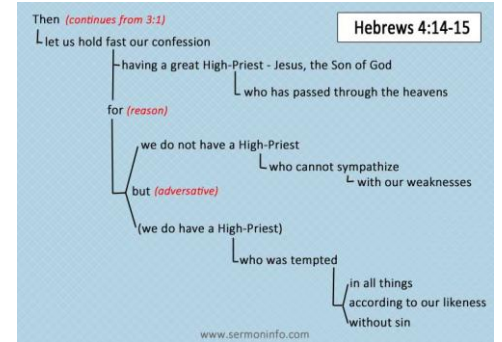 Then (continues from 3:1)
Hebrews 4:14-15
let us hold fast our confession
having a great High-Priest - Jesus, the Son of God
who has passed through the heavens
for (reason)
we do not have a High-Priest
who cannot sympathize
with our weaknesses
but (adversative)
(we do have a High-Priest)
who was tempted
in all things
according to our likeness
without sin
www.sermoninfo.com